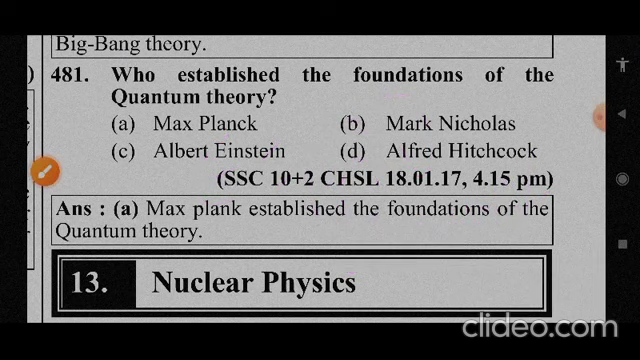 Big-Bang theory.
481. Who established the foundations of the
Quantum theory?
(a) Max Planck (b) Mark Nicholas
(c) Albert Einstein (d) Alfred Hitchcock
(SSC 10+2 CHSL 18.01.17, 4.15 pm)
Ans : (a) Max plank established the foundations of the
Quantum theory.
13. Nuclear Physics
clideo.com